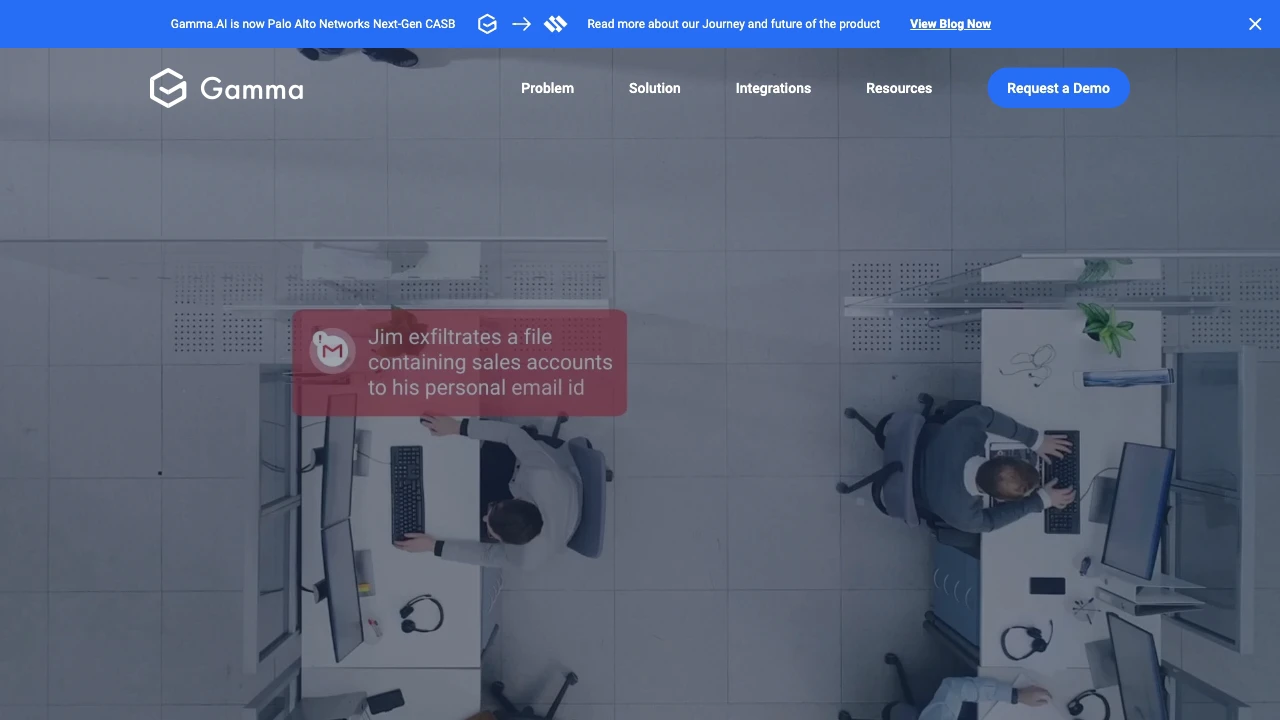 Gamma.AI is now Palo Alto Networks Next-Gen CASB
Read more about our Journey and future of the product
View Blog Now
Gamma
Problem
Solution
Integrations
Resources
Request a Demo
Jim exfiltrates a file
containing sales accounts
to his personal email id